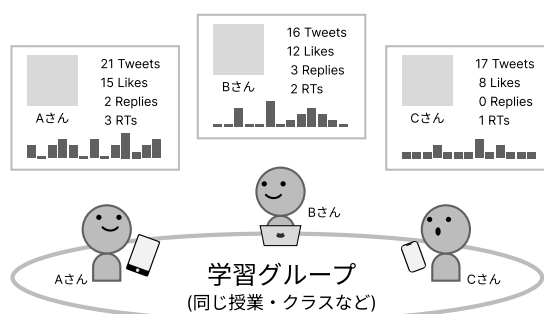 21 Tweets
15 Likes
2 Replies
3 RTs
Aさん
16 Tweets
12 Likes
3 Replies
2 RTs
Bさん
17 Tweets
8 Likes
0 Replies
1 RTs
Cさん
Bさん
Aさん
Cさん
学習グループ
(同じ授業・クラスなど)